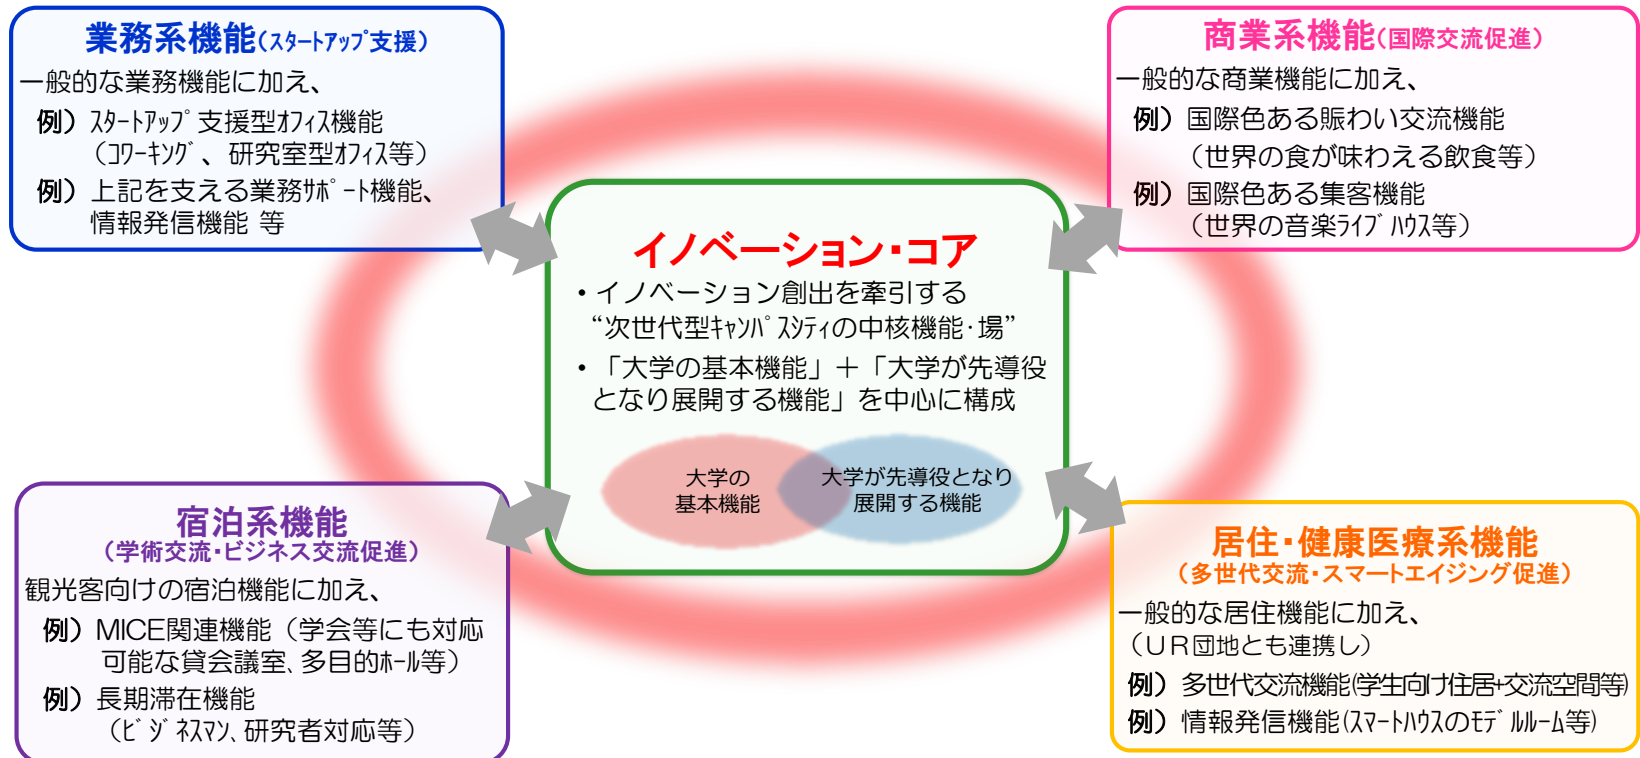 業務系機能(ｽﾀｰﾄｱｯﾌﾟ支援)
一般的な業務機能に加え、
例）ｽﾀｰﾄｱｯﾌﾟ支援型ｵﾌｨｽ機能
（ｺﾜｰｷﾝｸﾞ、研究室型ｵﾌｨｽ等）
例）上記を支える業務ｻﾎﾟｰﾄ機能、
情報発信機能 等
商業系機能(国際交流促進)
一般的な商業機能に加え、
例）国際色ある賑わい交流機能
（世界の食が味わえる飲食等）
例）国際色ある集客機能
（世界の音楽ﾗｲﾌﾞﾊｳｽ等）
イノベーション・コア
・イノベーション創出を牽引する
“次世代型ｷｬﾝﾊﾟｽｼﾃｨの中核機能･場”
・「大学の基本機能」＋「大学が先導役
となり展開する機能」を中心に構成
大学の
基本機能
大学が先導役となり
展開する機能
宿泊系機能
（学術交流・ビジネス交流促進）
観光客向けの宿泊機能に加え、
例）MICE関連機能（学会等にも対応
可能な貸会議室、多目的ﾎｰﾙ等）
例）長期滞在機能
（ﾋﾞｼﾞﾈｽﾏﾝ、研究者対応等）
居住・健康医療系機能
（多世代交流・スマートエイジング促進）
一般的な居住機能に加え、
（ＵＲ団地とも連携し）
例）多世代交流機能(学生向け住居+交流空間等)
例）情報発信機能(ｽﾏｰﾄﾊｳｽのﾓﾃﾞﾙﾙｰﾑ等)